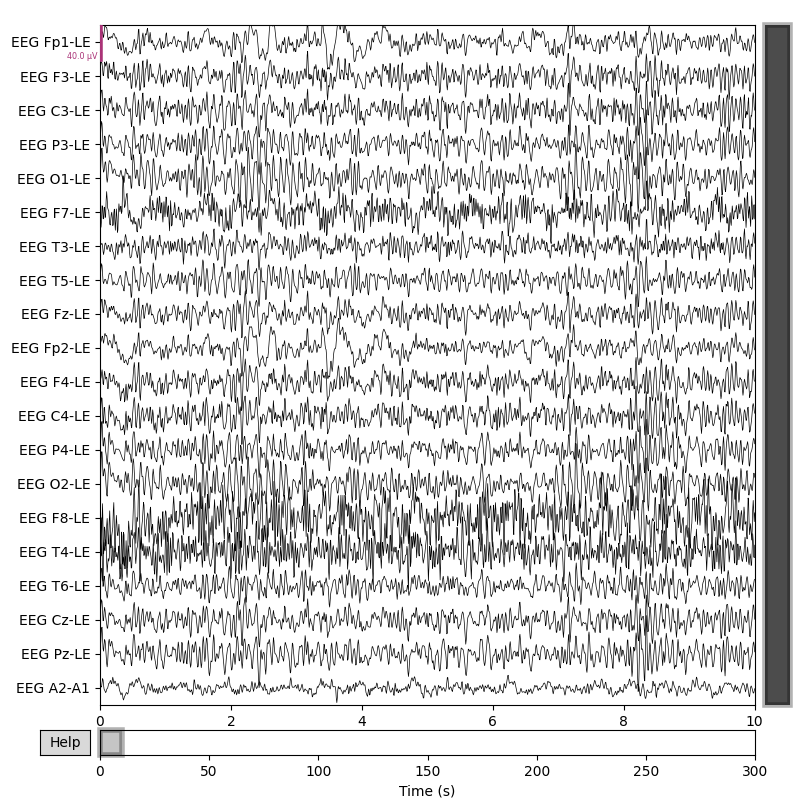 EEG Fp1-LE
40.0 µV
EEG F3-LE
EEG C3-LE
EEG P3-LE
EEG O1-LE
EEG F7-LE
EEG T3-LE
EEG T5-LE
EEG Fz-LE
EEG Fp2-LE
EEG F4-LE
EEG C4-LE
EEG P4-LE
EEG O2-LE
EEG F8-LE
EEG T4-LE
EEG T6-LE
EEG Cz-LE
EEG Pz-LE
EEG A2-A1
0 2 4 6 8 10
Help
0 50 100 150 200 250 300
Time (s)